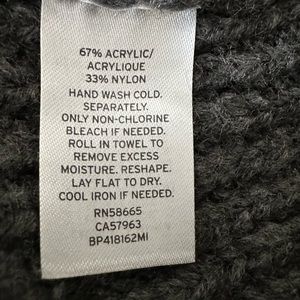 67% ACRYLIC/
ACRYLIQUE
33% NYLON
HAND WASH COLD.
SEPARATELY.
ONLY NON-CHLORINE
BLEACH IF NEEDED.
ROLL IN TOWEL TO
REMOVE EXCESS
MOISTURE. RESHAPE.
LAY FLAT TO DRY.
COOL IRON IF NEEDED.
RN58665
CA57963
BP418162MI